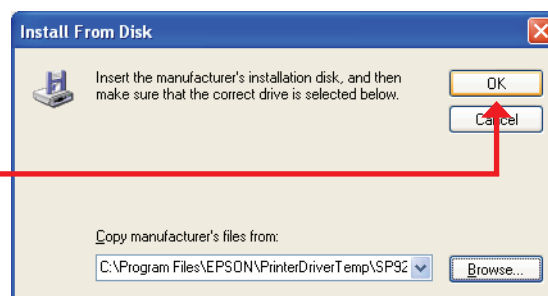 Install From Disk
Insert the manufacturer's installation disk, and then
make sure that the correct drive is selected below.
OK
Cancel
Copy manufacturer's files from:
C:\Program Files\EPSON\PrinterDriverTemp\SP92
Browse...